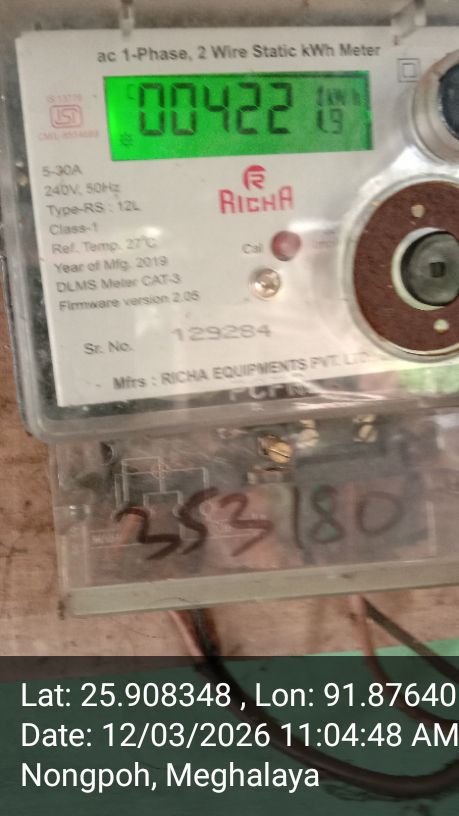 ac 1-Phase, 2 Wire Static kWh Meter
00422 kWh
1.9
IS 13779
ISI
5-30A
240V, 50Hz
Type-RS : 12L
Class-1
Ref. Temp. 27°C
Year of Mfg. 2019
DLMS Meter CAT-3
Firmware version 2.05
RICHA
Cal
Sr. No. 129284
Mfrs : RICHA EQUIPMENTS PVT. LTD.
353180
Lat: 25.908348 , Lon: 91.87640
Date: 12/03/2026 11:04:48 AM
Nongpoh, Meghalaya